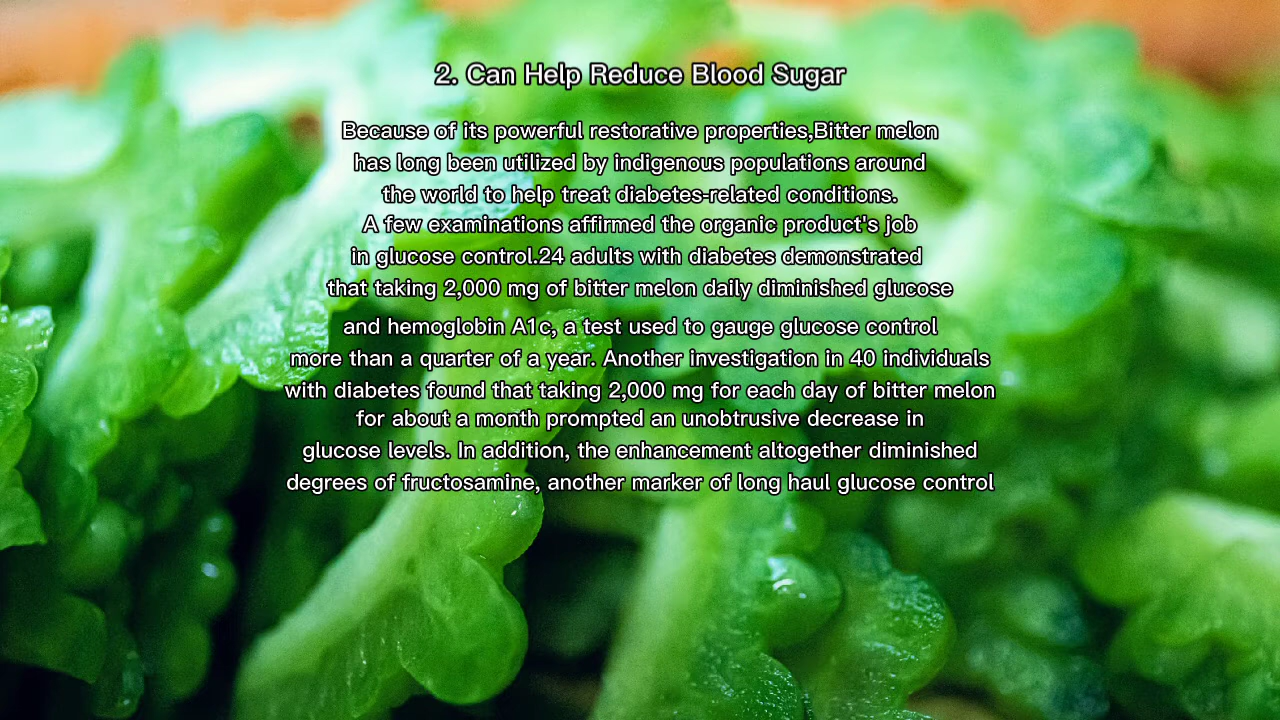 2. Can Help Reduce Blood Sugar
Because of its powerful restorative properties,Bitter melon
has long been utilized by indigenous populations around
the world to help treat diabetes-related conditions.
A few examinations affirmed the organic product's job
in glucose control.24 adults with diabetes demonstrated
that taking 2,000 mg of bitter melon daily diminished glucose
and hemoglobin A1c, a test used to gauge glucose control
more than a quarter of a year. Another investigation in 40 individuals
with diabetes found that taking 2,000 mg for each day of bitter melon
for about a month prompted an unobtrusive decrease in
glucose levels. In addition, the enhancement altogether diminished
degrees of fructosamine, another marker of long haul glucose control